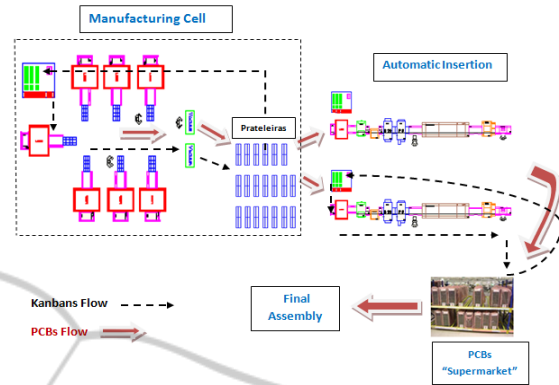 Manufacturing Cell
Automatic Insertion
Prateleiras
Kanbans Flow
PCBs Flow
Final
Assembly
PCBs
“Supermarket”